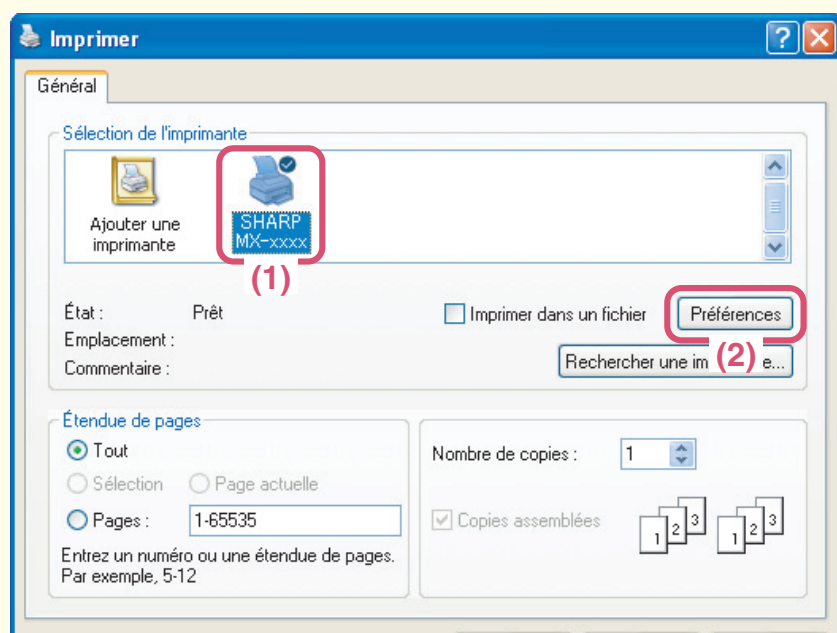 Imprimer
Général
Sélection de l'imprimante
Ajouter une
imprimante
SHARP
MX-xxxx
(1)
État : Prêt
Imprimer dans un fichier
Préférences
Emplacement :
(2)
Commentaire :
Rechercher une im e...
Étendue de pages
Tout
Sélection
Page actuelle
Pages : 1-65535
Entrez un numéro ou une étendue de pages.
Par exemple, 5-12
Nombre de copies : 1
Copies assemblées
1 2 3 1 2 3